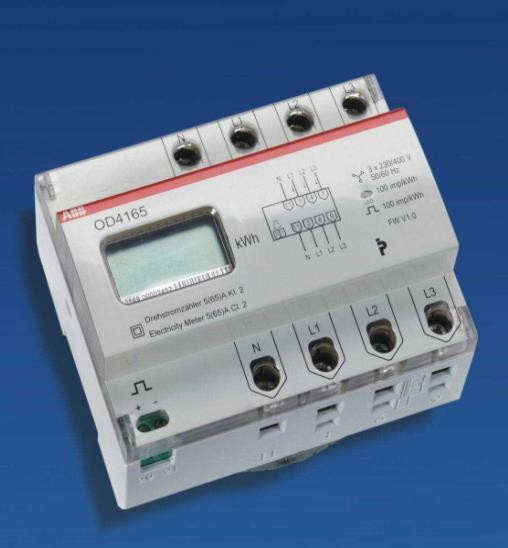 N L1 L2 L3
ABB
OD4165
kWh
N L1 L2 L3
N L1 L2 L3
3 x 230/400 V
50/60 Hz
100 imp/kWh
LED
100 imp/kWh
FW V1.0
Drehstromzähler 5(65)A Kl. 2
Electricity Meter 5(65)A Cl. 2
N L1 L2 L3
+ -